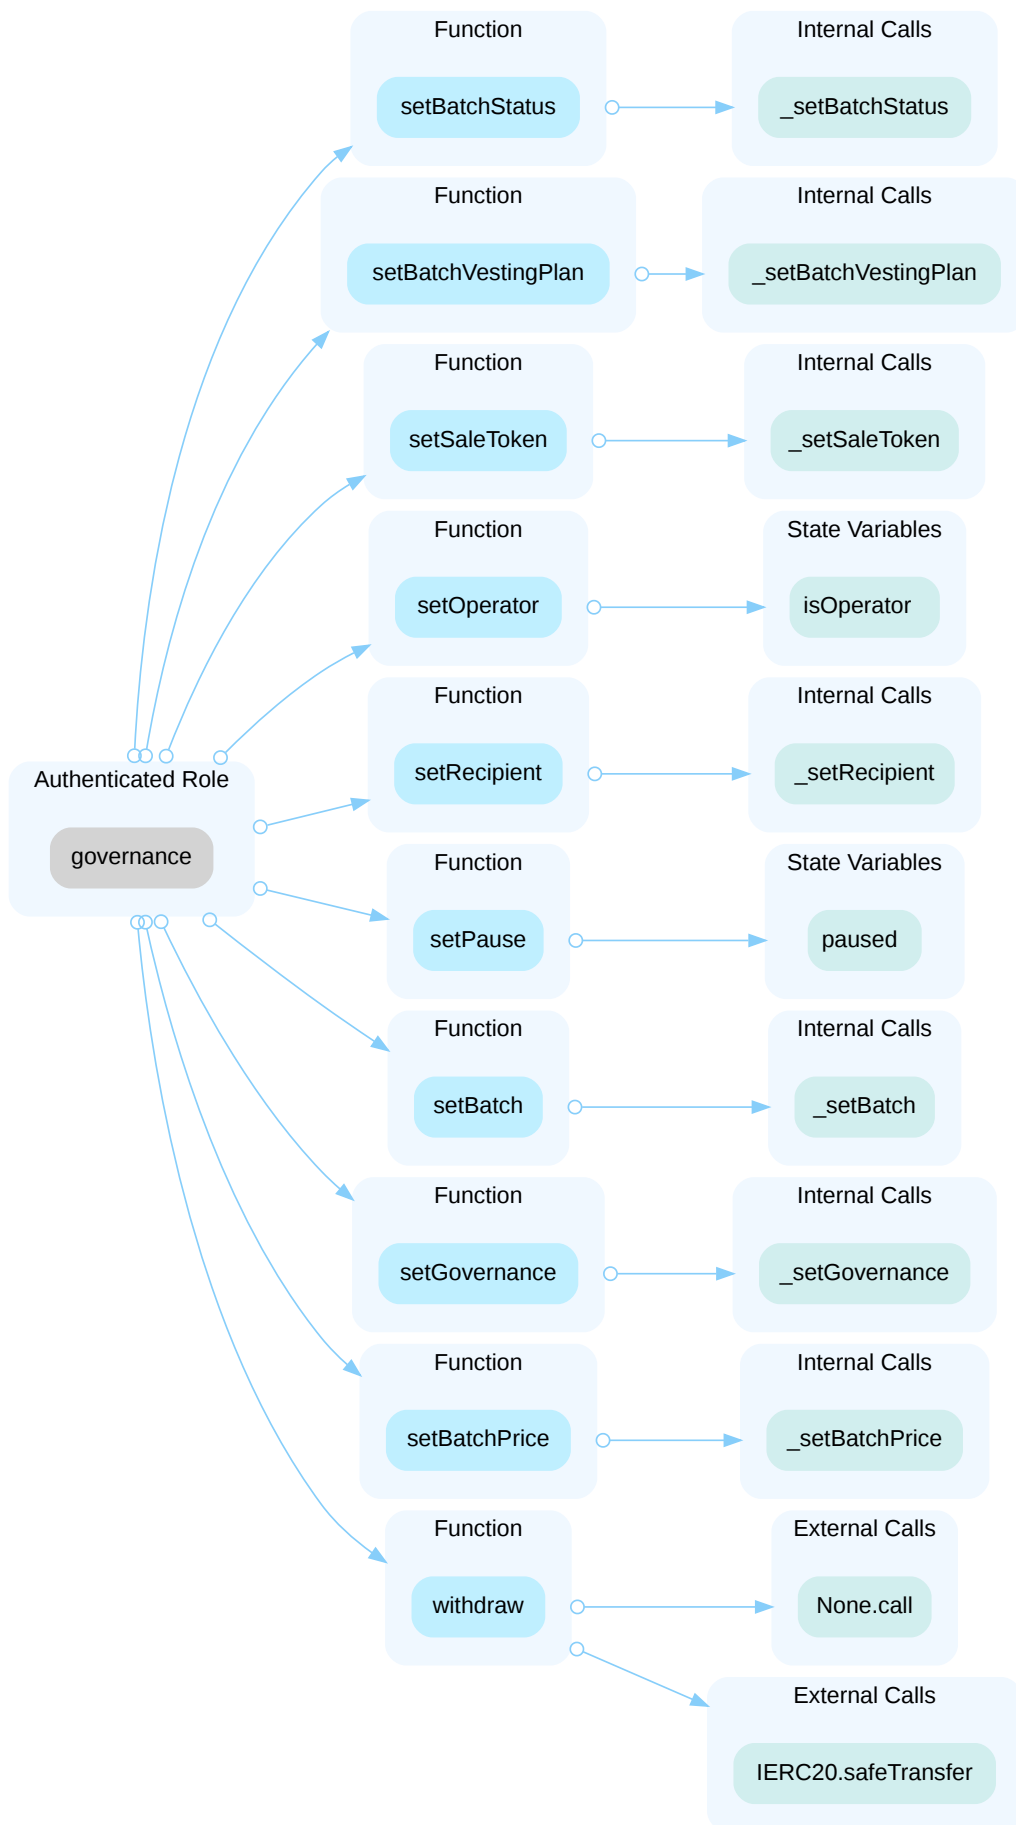 Function
Internal Calls
setBatchStatus
_setBatchStatus
Function
Internal Calls
setBatchVestingPlan
_setBatchVestingPlan
Function
Internal Calls
setSaleToken
_setSaleToken
Function
State Variables
setOperator
isOperator
Function
Internal Calls
setRecipient
_setRecipient
Authenticated Role
governance
Function
State Variables
setPause
paused
Function
Internal Calls
setBatch
_setBatch
Function
Internal Calls
setGovernance
_setGovernance
Function
Internal Calls
setBatchPrice
_setBatchPrice
Function
External Calls
withdraw
None.call
External Calls
IERC20.safeTransfer